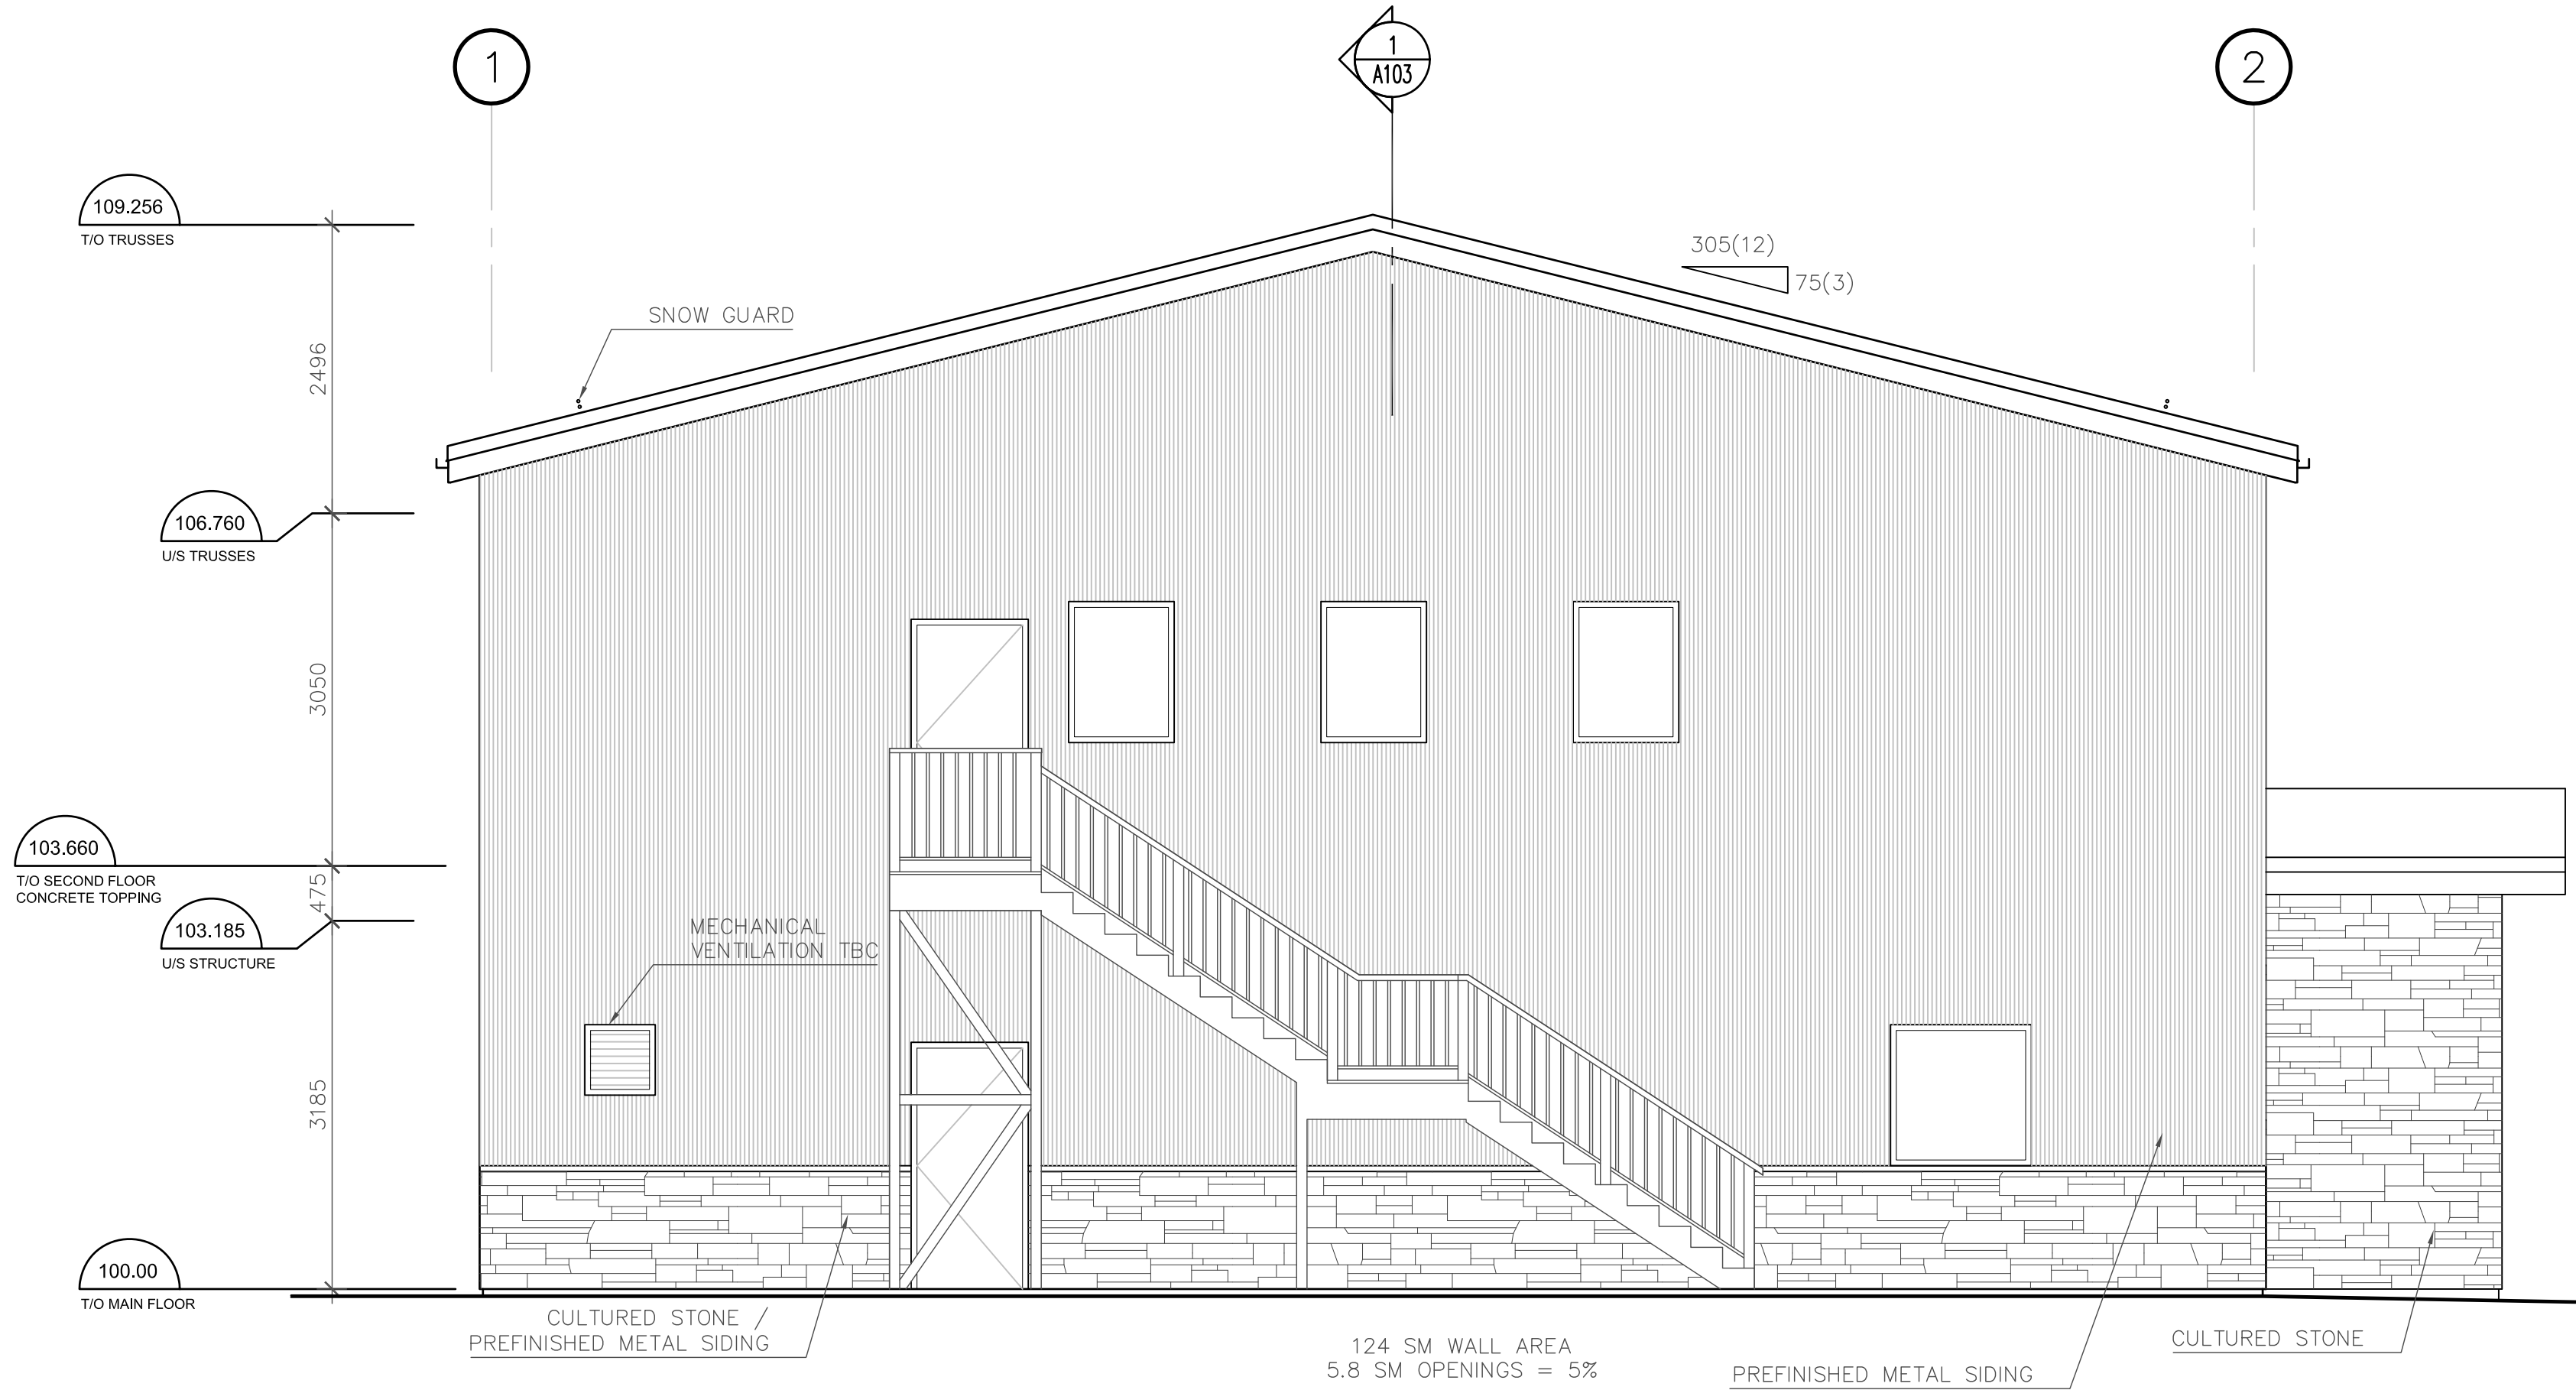 1
1
A103
2
109.256
T/O TRUSSES
305(12)
75(3)
SNOW GUARD
2496
106.760
U/S TRUSSES
3050
103.660
T/O SECOND FLOOR
CONCRETE TOPPING
475
103.185
U/S STRUCTURE
MECHANICAL
VENTILATION TBC
3185
100.00
T/O MAIN FLOOR
CULTURED STONE /
PREFINISHED METAL SIDING
124 SM WALL AREA
5.8 SM OPENINGS = 5%
PREFINISHED METAL SIDING
CULTURED STONE